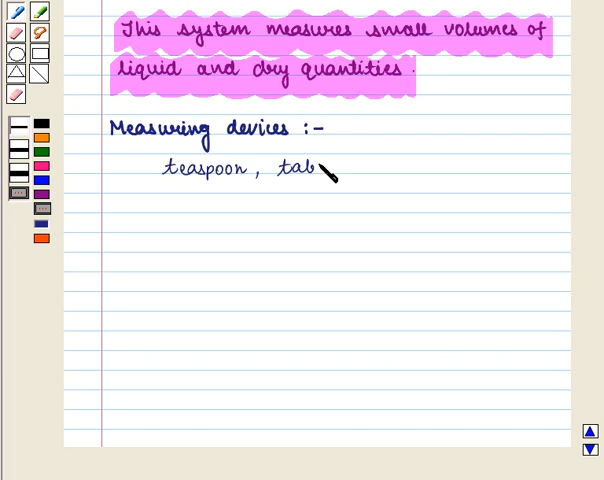 This system measures small volumes of
liquid and dry quantities.
Measuring devices :-
teaspoon, tab